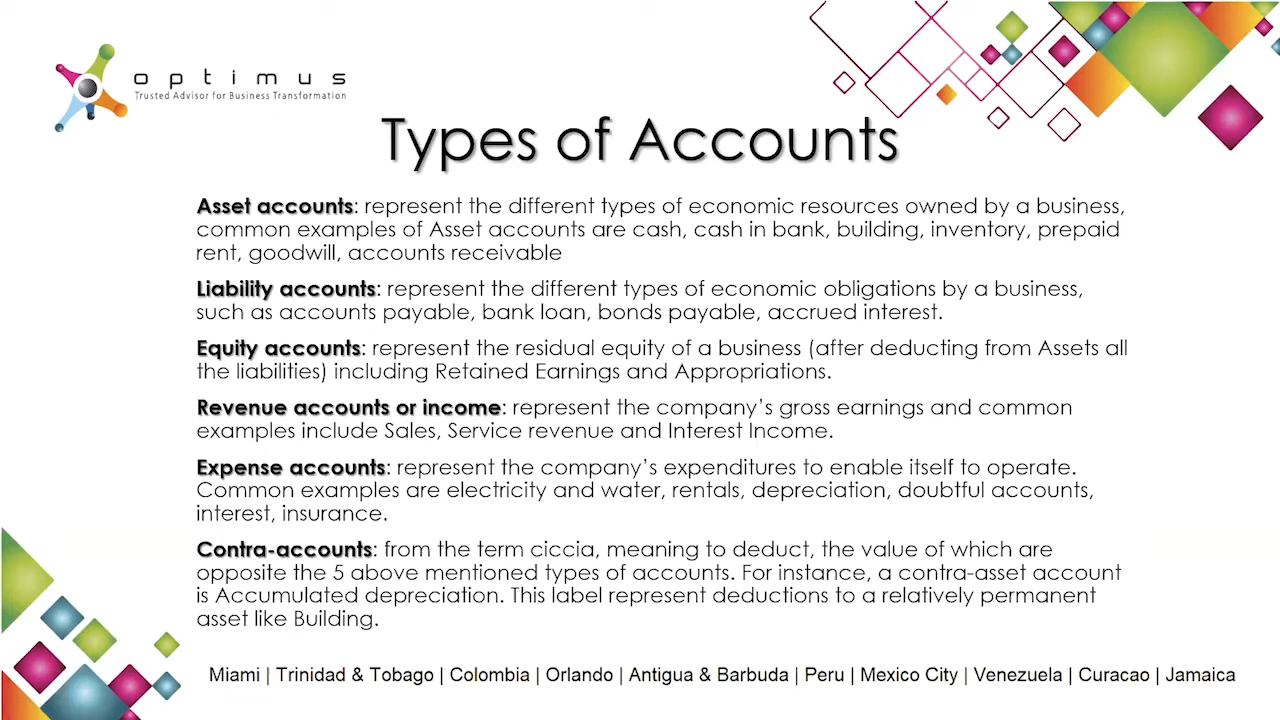 optimus
Trusted Advisor for Business Transformation
Types of Accounts
Asset accounts: represent the different types of economic resources owned by a business,
common examples of Asset accounts are cash, cash in bank, building, inventory, prepaid
rent, goodwill, accounts receivable
Liability accounts: represent the different types of economic obligations by a business,
such as accounts payable, bank loan, bonds payable, accrued interest.
Equity accounts: represent the residual equity of a business (after deducting from Assets all
the liabilities) including Retained Earnings and Appropriations.
Revenue accounts or income: represent the company’s gross earnings and common
examples include Sales, Service revenue and Interest Income.
Expense accounts: represent the company’s expenditures to enable itself to operate.
Common examples are electricity and water, rentals, depreciation, doubtful accounts,
interest, insurance.
Contra-accounts: from the term ciccia, meaning to deduct, the value of which are
opposite the 5 above mentioned types of accounts. For instance, a contra-asset account
is Accumulated depreciation. This label represent deductions to a relatively permanent
asset like Building.
Miami | Trinidad & Tobago | Colombia | Orlando | Antigua & Barbuda | Peru | Mexico City | Venezuela | Curacao | Jamaica